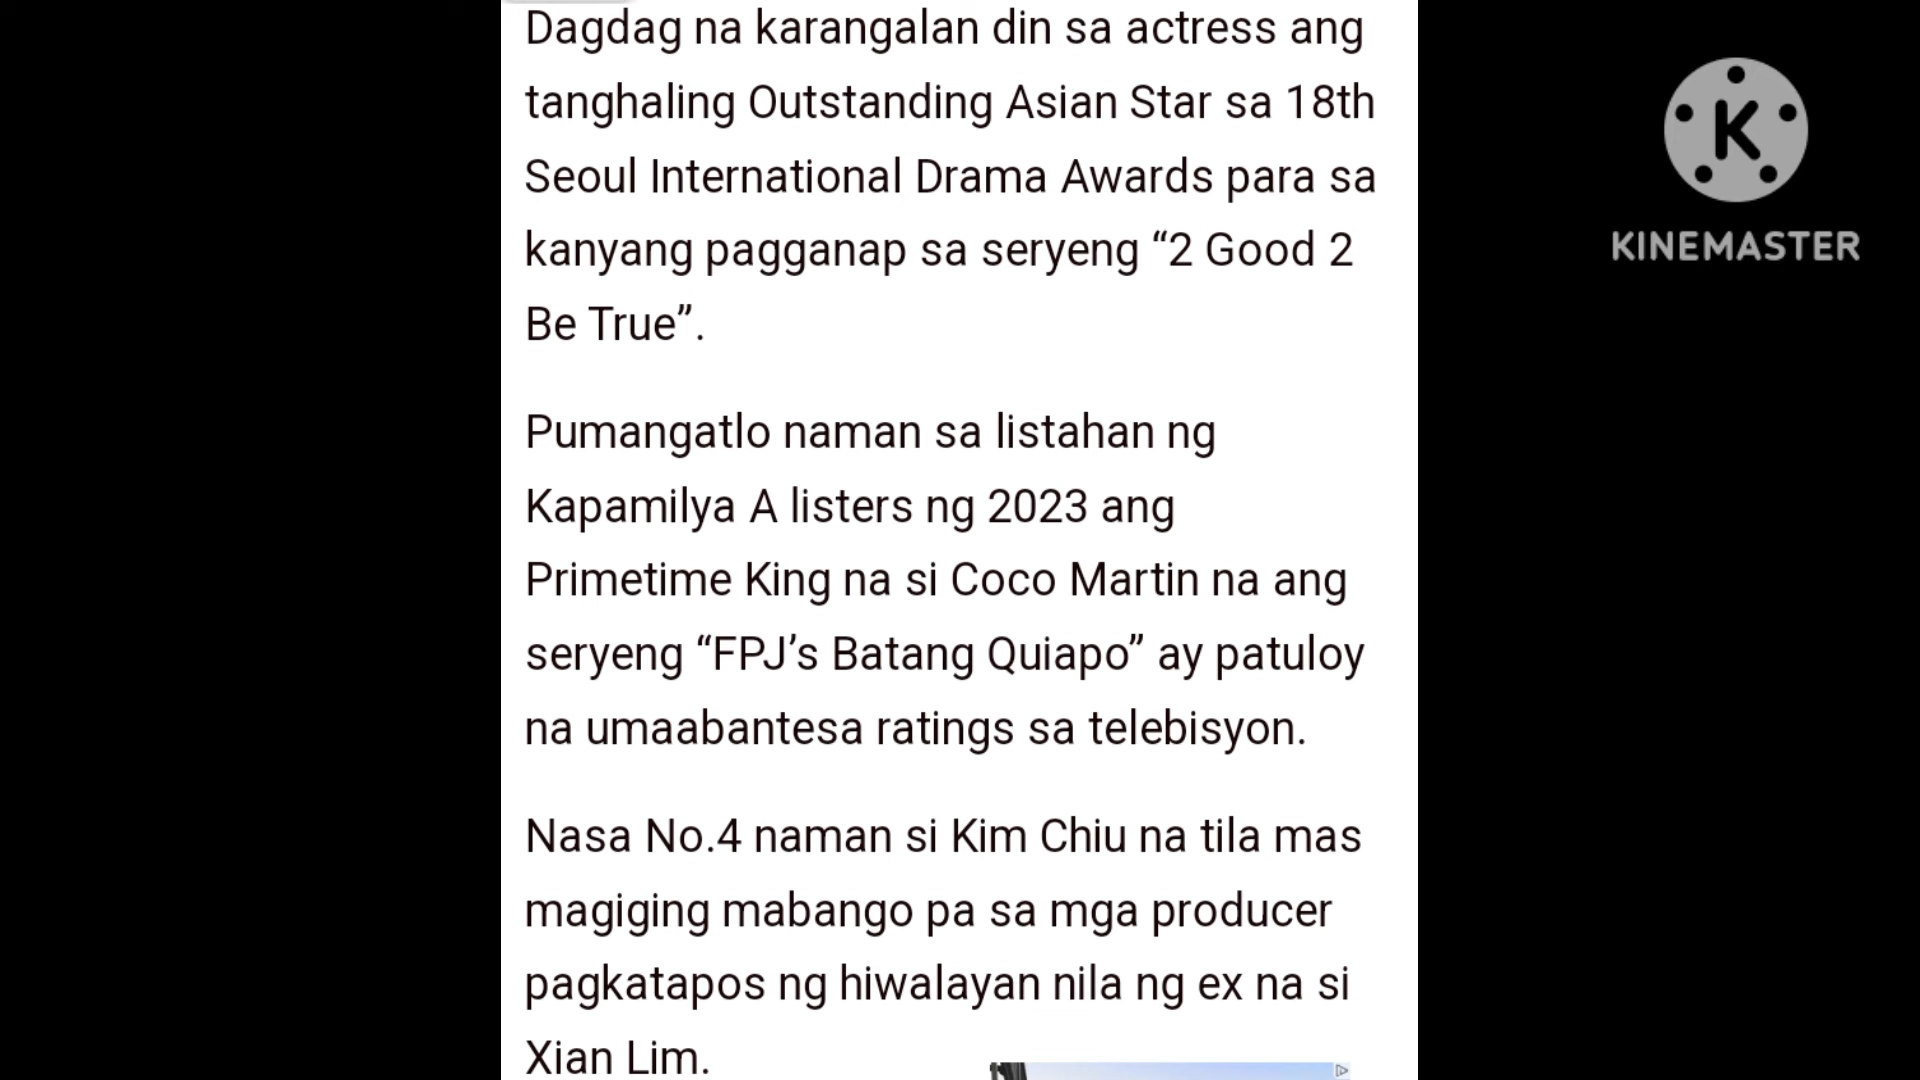 Dagdag na karangalan din sa actress ang
tanghaling Outstanding Asian Star sa 18th
Seoul International Drama Awards para sa
kanyang pagganap sa seryeng “2 Good 2
Be True”.
Pumangatlo naman sa listahan ng
Kapamilya A listers ng 2023 ang
Primetime King na si Coco Martin na ang
seryeng “FPJ’s Batang Quiapo” ay patuloy
na umaabantesa ratings sa telebisyon.
Nasa No.4 naman si Kim Chiu na tila mas
magiging mabango pa sa mga producer
pagkatapos ng hiwalayan nila ng ex na si
Xian Lim.
K
KINEMASTER